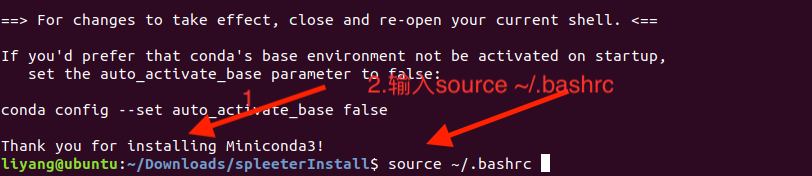 ==> For changes to take effect, close and re-open your current shell. <==
If you'd prefer that conda's base environment not be activated on startup,
   set the auto_activate_base parameter to false:
1
2.输入source ~/.bashrc
conda config --set auto_activate_base false
Thank you for installing Miniconda3!
liyang@ubuntu:~/Downloads/spleeterInstall$ source ~/.bashrc